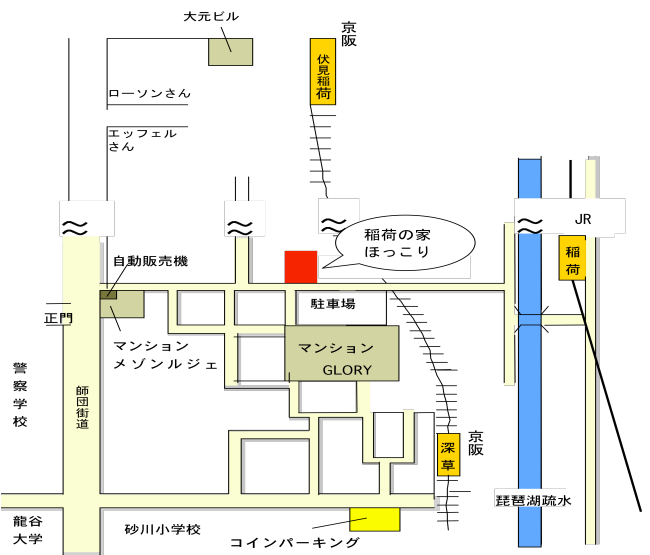 大元ビル
京阪
伏見稲荷
ローソンさん
エッフェル
さん
JR
稲荷
稲荷の家
ほっこり
自動販売機
駐車場
正門
マンション
メゾンルジェ
マンション
GLORY
警察学校
師団街道
京阪
深草
琵琶湖疏水
龍谷
大学
砂川小学校
コインパーキング